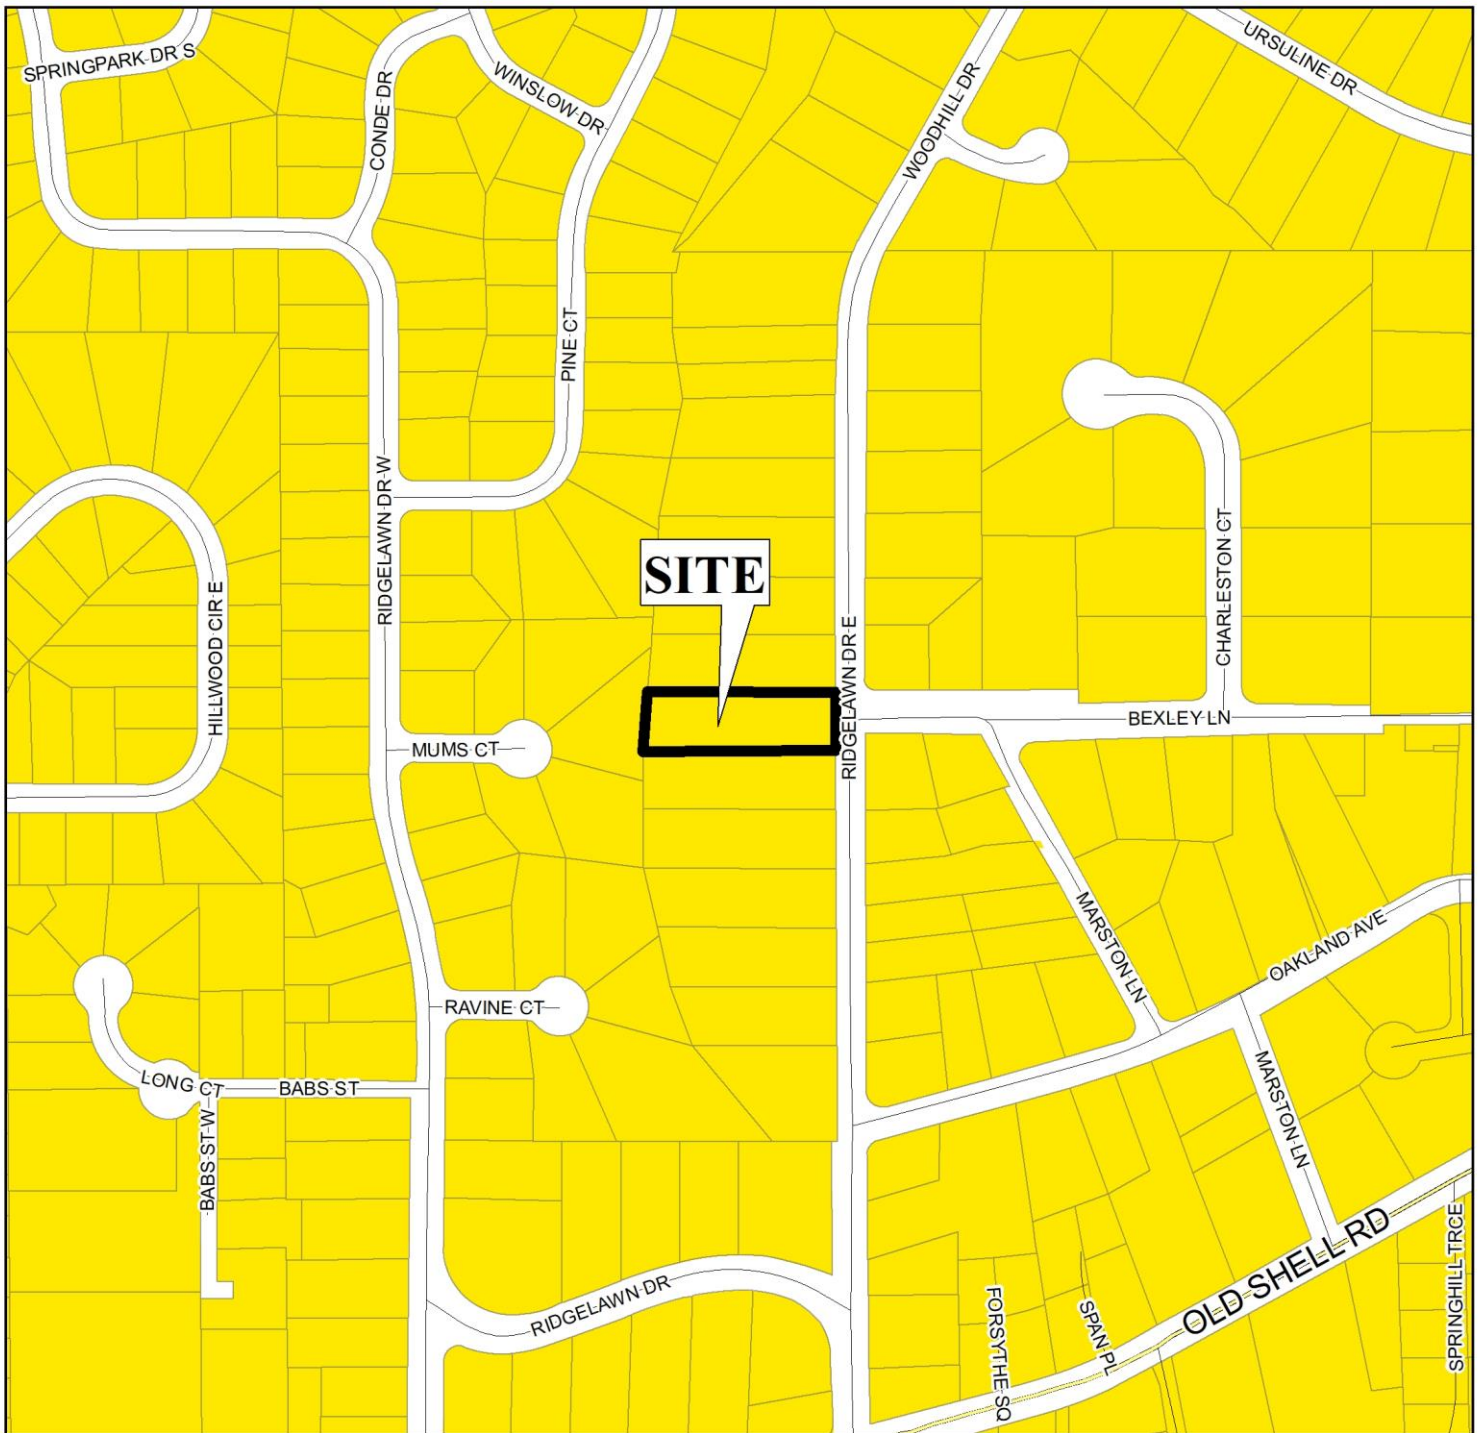 SPRINGPARK DR S
CONDE DR
WINSLOW DR
WOODHILL DR
URSULINE DR
PINE CT
RIDGELAWN DR W
HILLWOOD CIR E
SITE
RIDGELAWN DR E
CHARLESTON CT
BEXLEY LN
MUMS CT
MARSTON LN
OAKLAND AVE
RAVINE CT
LONG CT
BABS ST
BABS ST W
MARSTON LN
OLD SHELL RD
SPRINGHILL TRCE
RIDGELAWN DR
FORSYTHE SQ
SPAN PL